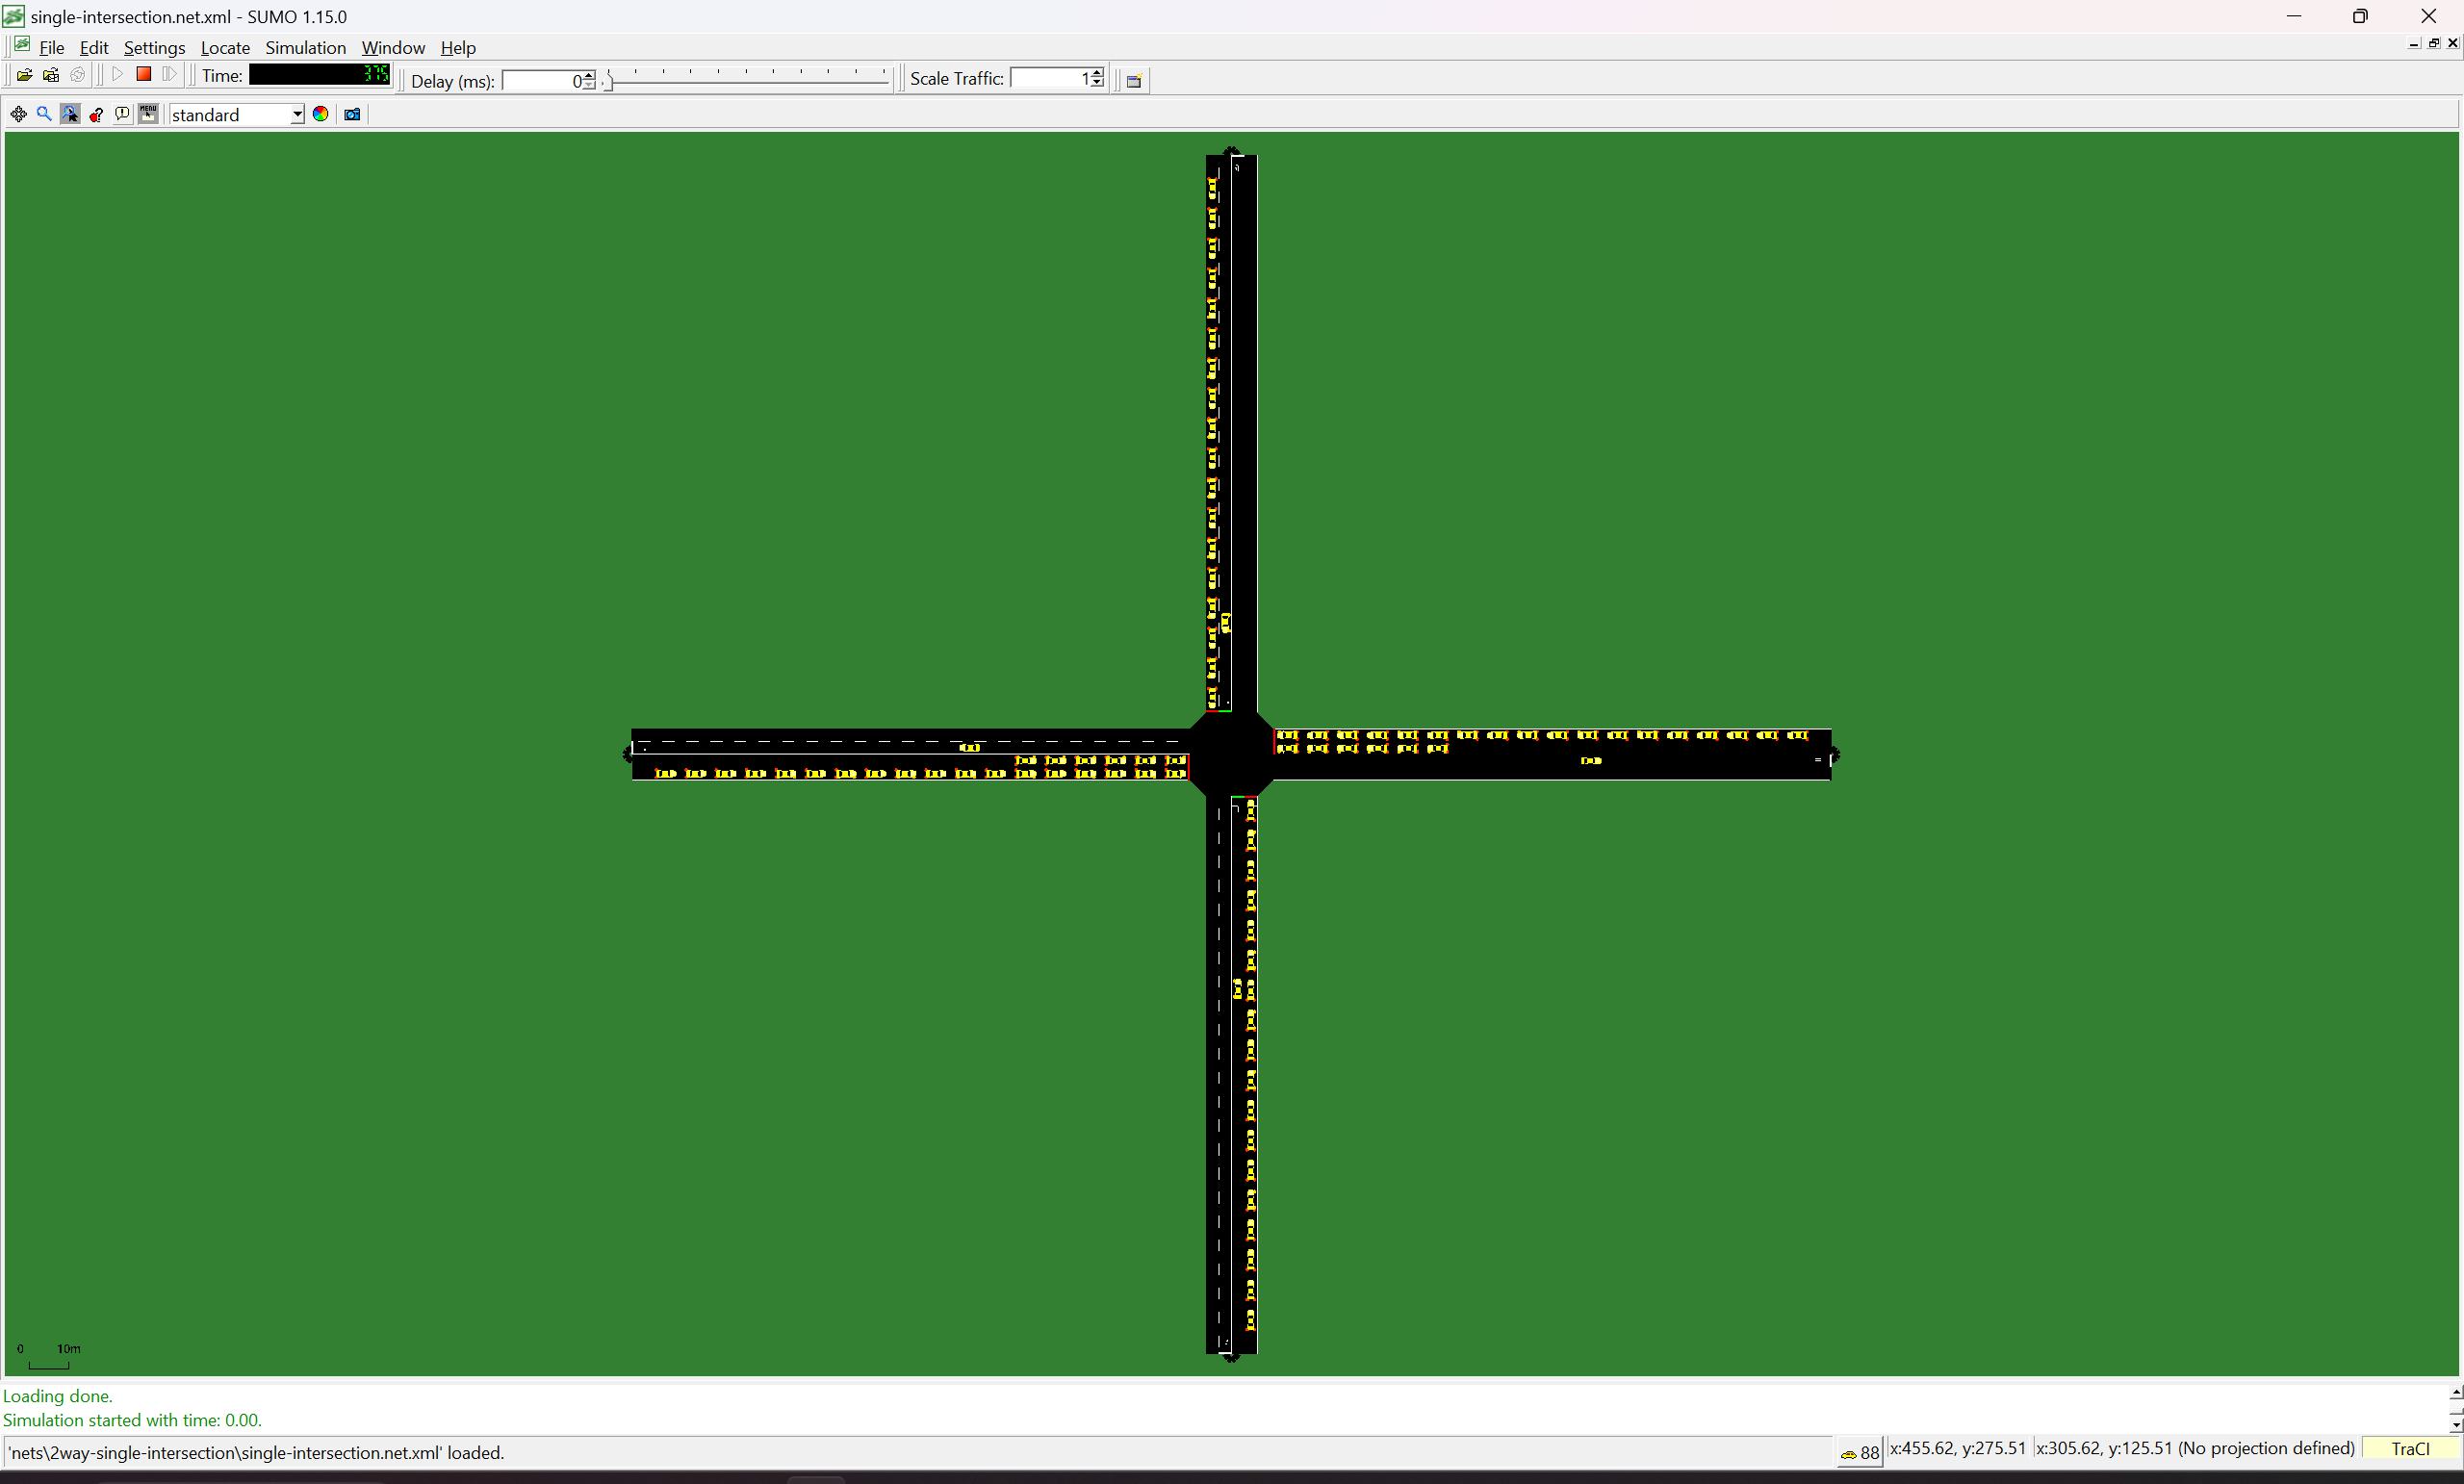 single-intersection.net.xml - SUMO 1.15.0
File Edit Settings Locate Simulation Window Help
Time: 375 Delay (ms): 0 Scale Traffic: 1
standard
0 10m
Loading done.
Simulation started with time: 0.00.
'nets\2way-single-intersection\single-intersection.net.xml' loaded. 88 x:455.62, y:275.51 x:305.62, y:125.51 (No projection defined) TraCI